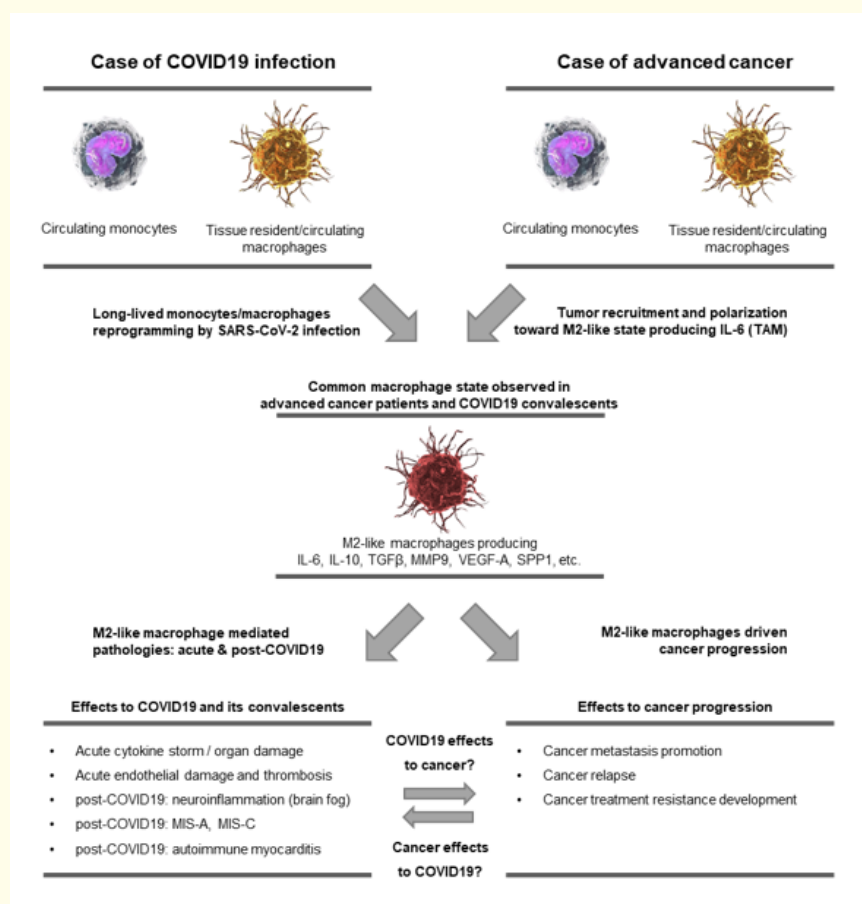 Case of COVID19 infection
Case of advanced cancer
Circulating monocytes
Tissue resident/circulating
macrophages
Circulating monocytes
Tissue resident/circulating
macrophages
Long-lived monocytes/macrophages
reprogramming by SARS-CoV-2 infection
Tumor recruitment and polarization
toward M2-like state producing IL-6 (TAM)
Common macrophage state observed in
advanced cancer patients and COVID19 convalescents
M2-like macrophages producing
IL-6, IL-10, TGFβ, MMP9, VEGF-A, SPP1, etc.
M2-like macrophage mediated
pathologies: acute & post-COVID19
M2-like macrophages driven
cancer progression
Effects to COVID19 and its convalescents
• Acute cytokine storm / organ damage
• Acute endothelial damage and thrombosis
• post-COVID19: neuroinflammation (brain fog)
• post-COVID19: MIS-A, MIS-C
• post-COVID19: autoimmune myocarditis
COVID19 effects
to cancer?
Cancer effects
to COVID19?
Effects to cancer progression
• Cancer metastasis promotion
• Cancer relapse
• Cancer treatment resistance development